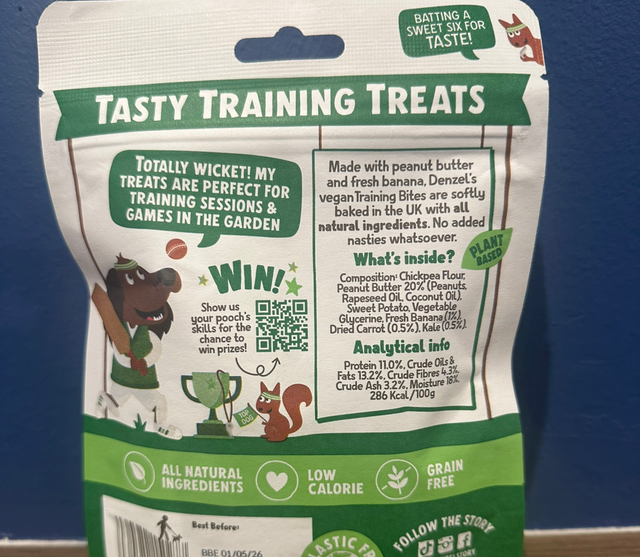 BATTING A
SWEET SIX FOR
TASTE!
TASTY TRAINING TREATS
TOTALLY WICKET! MY
TREATS ARE PERFECT FOR
TRAINING SESSIONS &
GAMES IN THE GARDEN
WIN!
Show us
your pooch's
skills for the
chance to
win prizes!
TOP
DOG
Made with peanut butter
and fresh banana, Denzel's
vegan Training Bites are softly
baked in the UK with all
natural ingredients. No added
nasties whatsoever.
PLANT
BASED
What's inside?
Composition: Chickpea Flour,
Peanut Butter 20% (Peanuts,
Rapeseed Oil, Coconut Oil),
Sweet Potato, Vegetable
Glycerine, Fresh Banana (1%),
Dried Carrot (0.5%), Kale (0.5%).
Analytical info
Protein 11.0%, Crude Oils &
Fats 13.2%, Crude Fibres 4.3%,
Crude Ash 3.2%, Moisture 18%.
286 Kcal/100g
ALL NATURAL
INGREDIENTS
LOW
CALORIE
GRAIN
FREE
Best Before:
BBE 01/05/26
PLASTIC FR
FOLLOW THE STORY